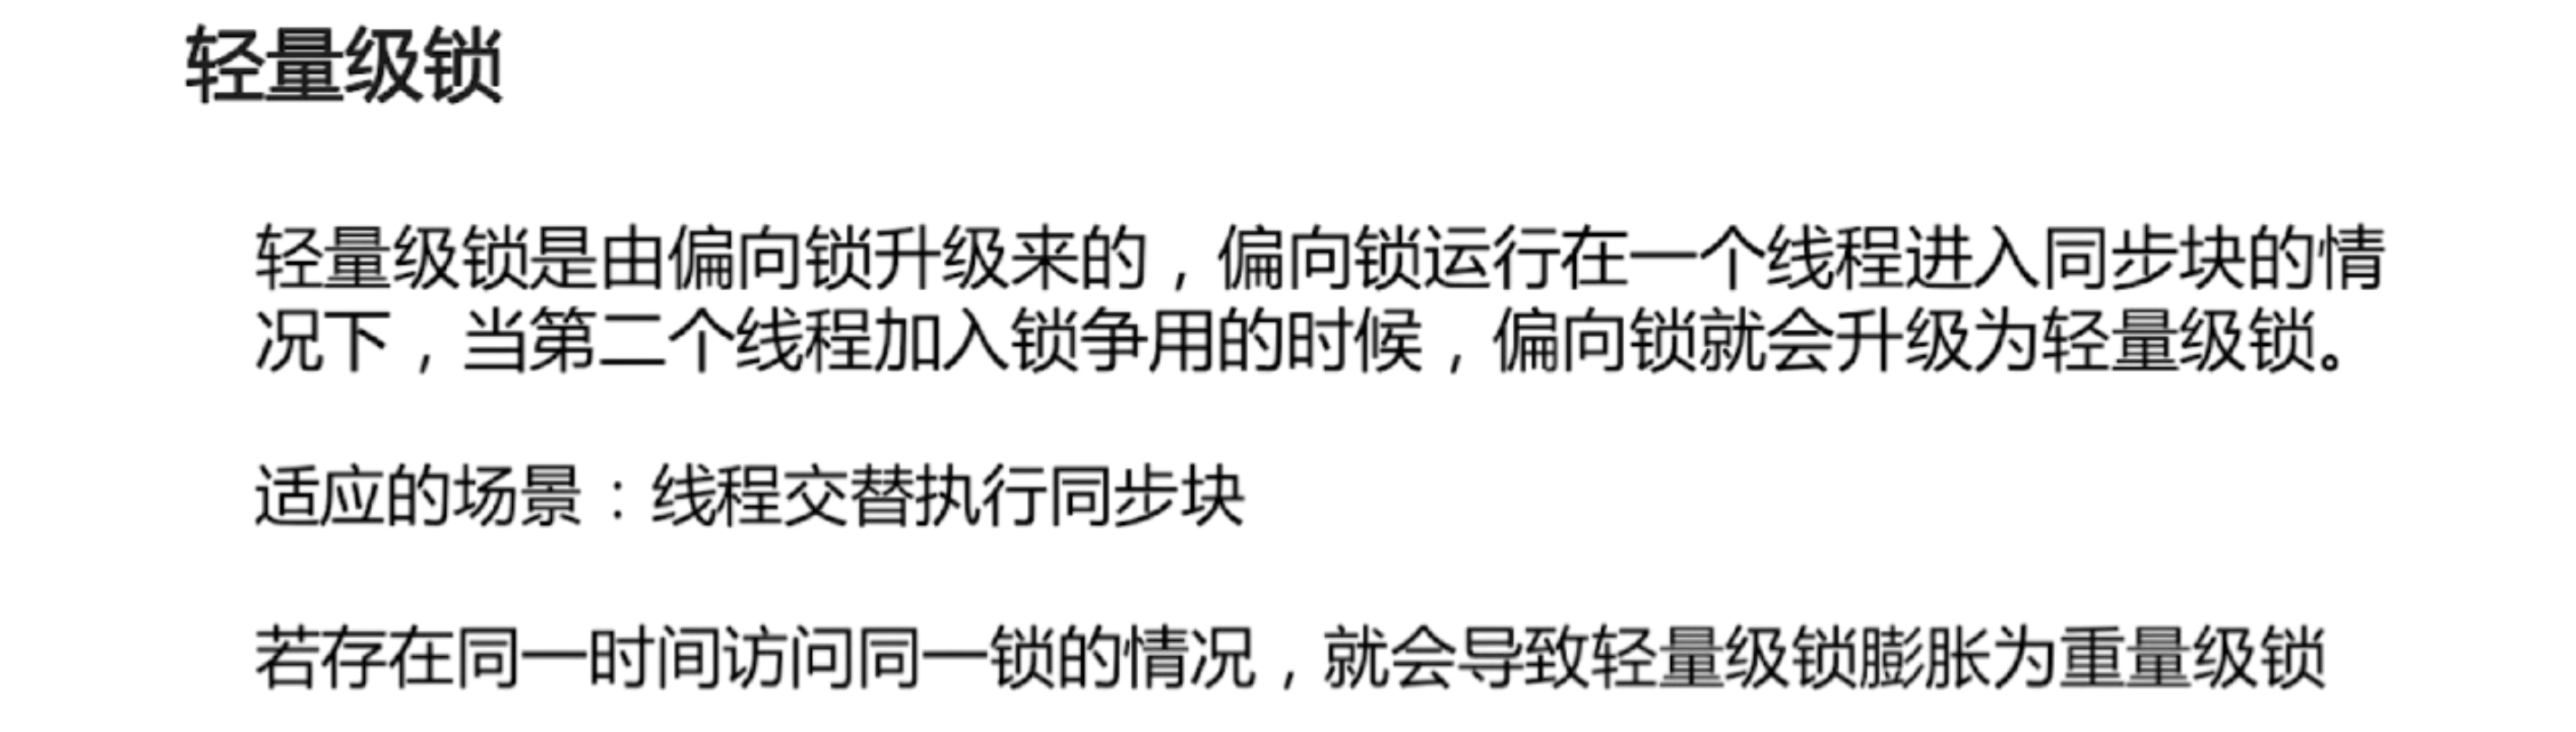 轻量级锁
轻量级锁是由偏向锁升级来的，偏向锁运行在一个线程进入同步块的情
况下，当第二个线程加入锁争用的时候，偏向锁就会升级为轻量级锁。
适应的场景：线程交替执行同步块
若存在同一时间访问同一锁的情况，就会导致轻量级锁膨胀为重量级锁